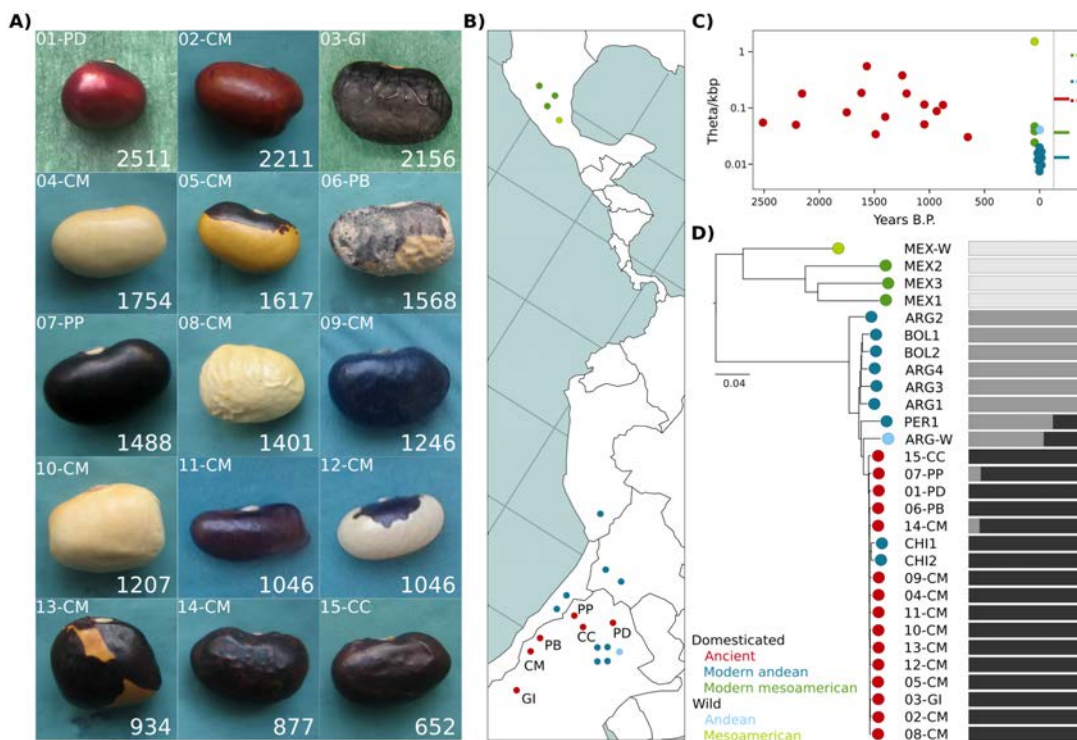 A)
01-PD
02-CM
03-GI
2511
2211
2156
04-CM
05-CM
06-PB
1754
1617
1568
07-PP
08-CM
09-CM
1488
1401
1246
10-CM
11-CM
12-CM
1207
1046
1046
13-CM
14-CM
15-CC
934
877
652
B)
PP
CC
PD
PB
CM
GI
Domesticated
Ancient
Modern andean
Modern mesoamerican
Wild
Andean
Mesoamerican
C)
Theta/kbp
1
0.1
0.01
2500
2000
1500
1000
500
0
Years B.P.
D)
0.04
MEX-W
MEX2
MEX3
MEX1
ARG2
BOL1
BOL2
ARG4
ARG3
ARG1
PER1
ARG-W
15-CC
07-PP
01-PD
06-PB
14-CM
CHI1
CHI2
09-CM
04-CM
11-CM
10-CM
13-CM
12-CM
05-CM
03-GI
02-CM
08-CM